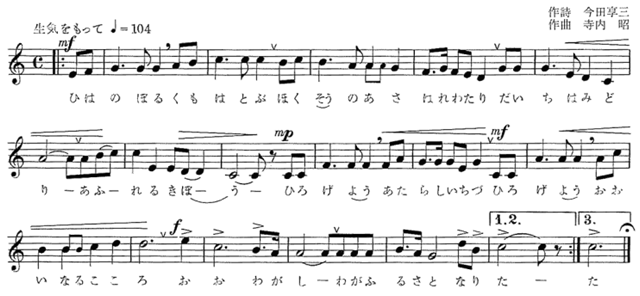 生気をもって ♩=104
作詩 今田享三
作曲 寺内 昭
mf
ひはのぼるくもはとぶほくそうのあさはれわたりだいちはみど
mp mf
りーあふーれるきぼーうーひろげようあたらしいちづひろげようおお
f 1.2. 3.
いなるこころおおわがしーわがふるさとなりたーた